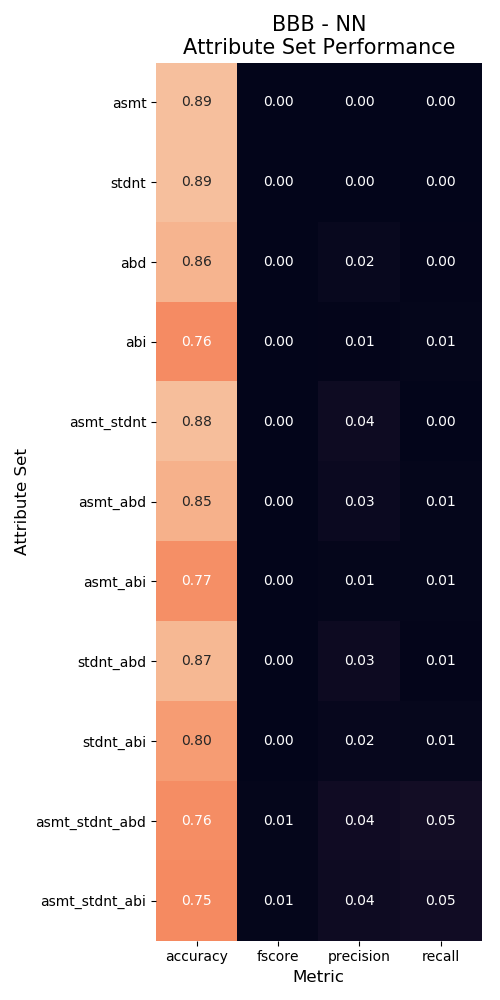 BBB - NN
Attribute Set Performance
asmt 0.89 0.00 0.00 0.00
stdnt 0.89 0.00 0.00 0.00
abd 0.86 0.00 0.02 0.00
abi 0.76 0.00 0.01 0.01
asmt_stdnt 0.88 0.00 0.04 0.00
asmt_abd 0.85 0.00 0.03 0.01
asmt_abi 0.77 0.00 0.01 0.01
stdnt_abd 0.87 0.00 0.03 0.01
stdnt_abi 0.80 0.00 0.02 0.01
asmt_stdnt_abd 0.76 0.01 0.04 0.05
asmt_stdnt_abi 0.75 0.01 0.04 0.05
Attribute Set
accuracy fscore precision recall
Metric